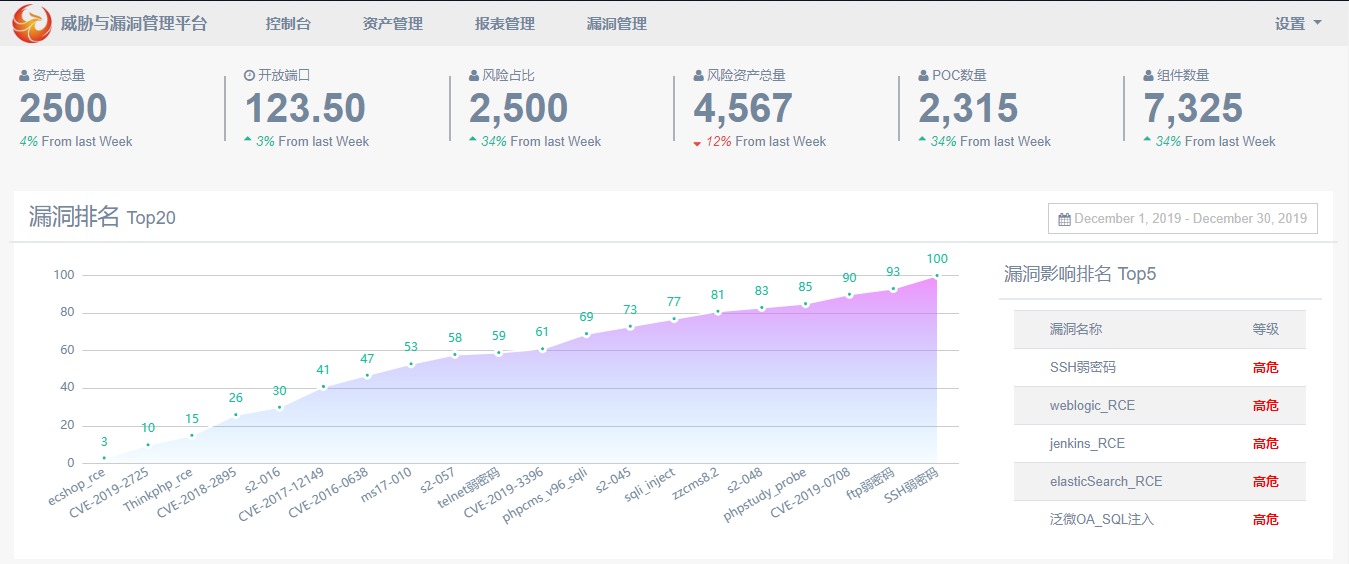 威胁与漏洞管理平台 控制台 资产管理 报表管理 漏洞管理 设置
资产总量 开放端口 风险占比 风险资产总量 POC数量 组件数量
2500 123.50 2,500 4,567 2,315 7,325
4% From last Week 3% From last Week 34% From last Week 12% From last Week 34% From last Week 34% From last Week
漏洞排名 Top20
December 1, 2019 - December 30, 2019
100
80
60
40
20
0
3 10 15 26 30 41 47 53 58 59 61 69 73 77 81 83 85 90 93 100
ecshop_rce
CVE-2019-2725
Thinkphp_rce
CVE-2018-2895
s2-016
CVE-2017-12149
CVE-2016-0638
ms17-010
s2-057
telnet弱密码
CVE-2019-3396
phpcms_v96_sqli
s2-045
sqli_inject
zzcms8.2
s2-048
phpstudy_probe
CVE-2019-0708
ftp弱密码
SSH弱密码
漏洞影响排名 Top5
漏洞名称 等级
SSH弱密码 高危
weblogic_RCE 高危
jenkins_RCE 高危
elasticSearch_RCE 高危
泛微OA_SQL注入 高危